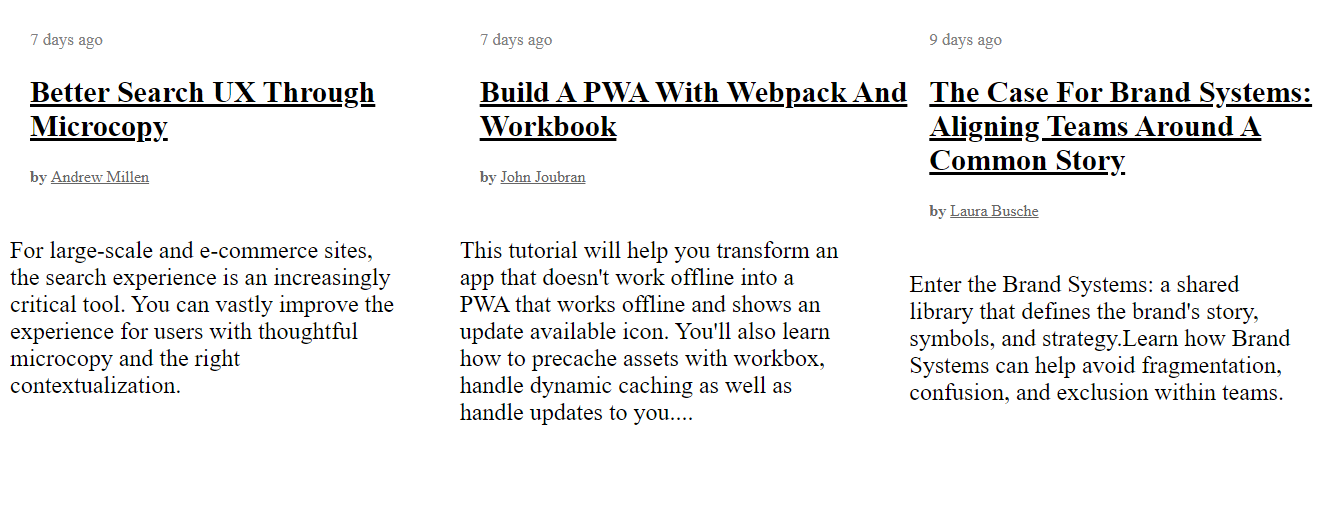 7 days ago
Better Search UX Through
Microcopy
by Andrew Millen
For large-scale and e-commerce sites,
the search experience is an increasingly
critical tool. You can vastly improve the
experience for users with thoughtful
microcopy and the right
contextualization.
7 days ago
Build A PWA With Webpack And
Workbook
by John Joubran
This tutorial will help you transform an
app that doesn't work offline into a
PWA that works offline and shows an
update available icon. You'll also learn
how to precache assets with workbox,
handle dynamic caching as well as
handle updates to you....
9 days ago
The Case For Brand Systems:
Aligning Teams Around A
Common Story
by Laura Busche
Enter the Brand Systems: a shared
library that defines the brand's story,
symbols, and strategy.Learn how Brand
Systems can help avoid fragmentation,
confusion, and exclusion within teams.